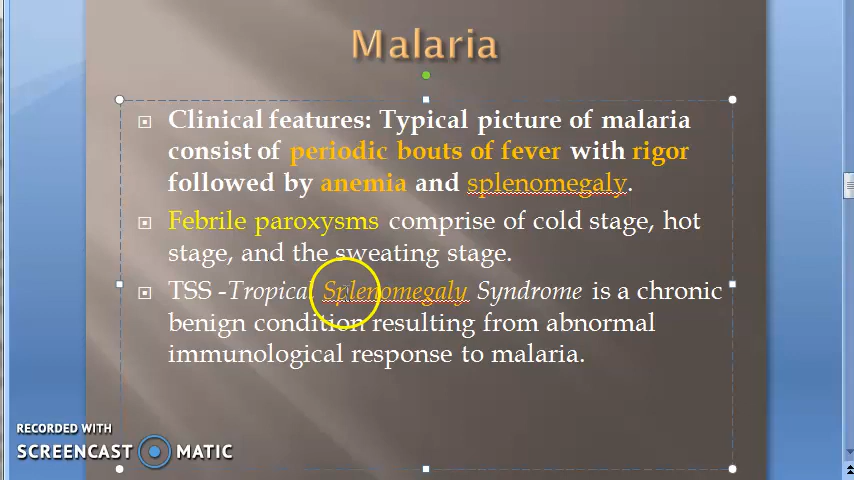 Malaria
Clinical features: Typical picture of malaria
consist of periodic bouts of fever with rigor
followed by anemia and splenomegaly.
Febrile paroxysms comprise of cold stage, hot
stage, and the sweating stage.
TSS -Tropical Splenomegaly Syndrome is a chronic
benign condition resulting from abnormal
immunological response to malaria.
RECORDED WITH
SCREENCAST MATIC